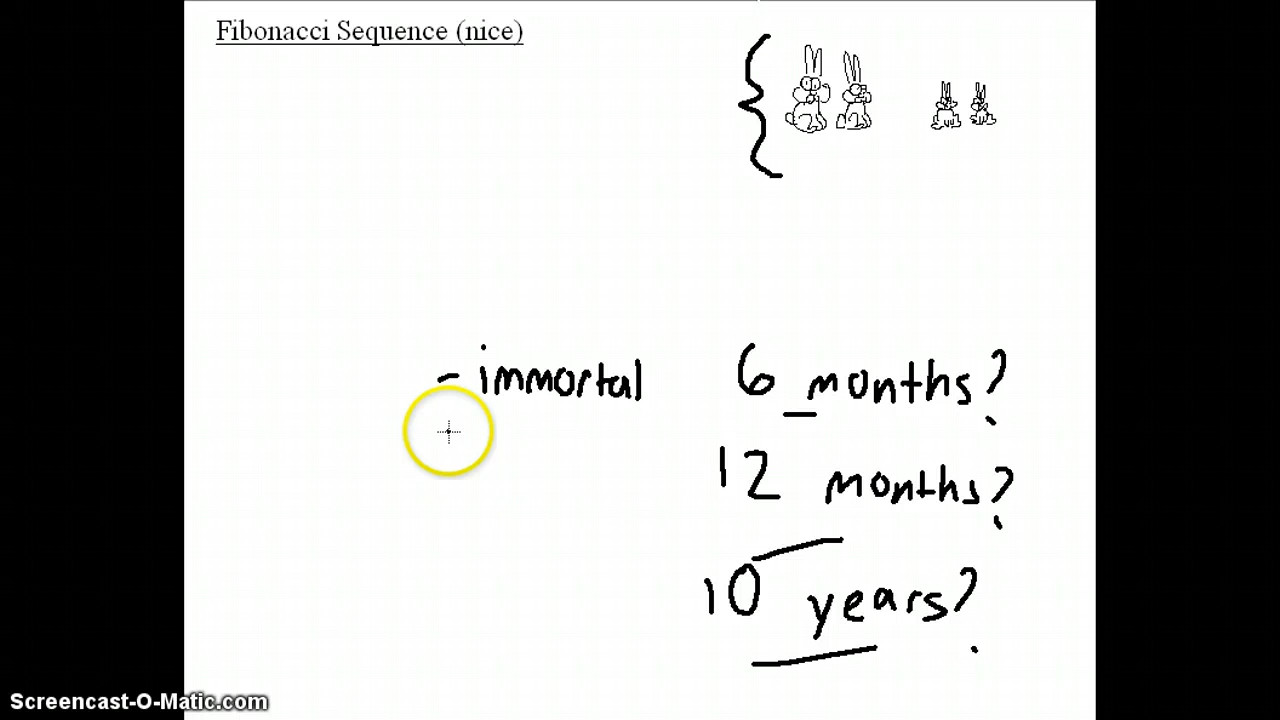 Fibonacci Sequence (nice)
- immortal
6 months?
12 months?
10 years?
Screencast-O-Matic.com